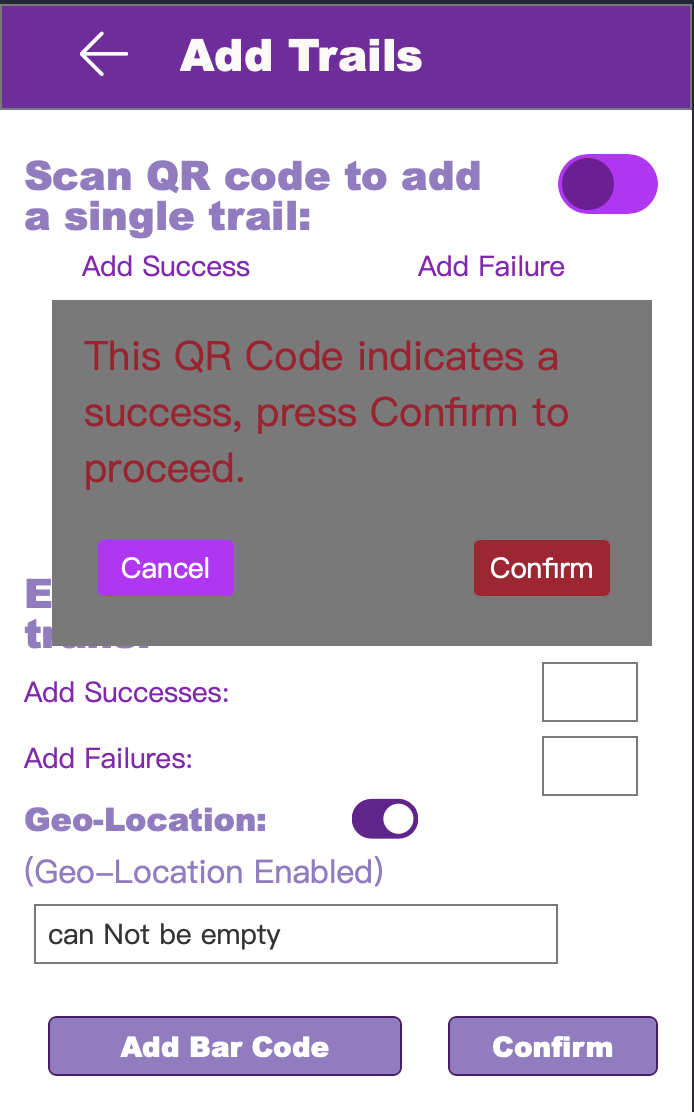 Add Trails
Scan QR code to add
a single trail:
Add Success
Add Failure
This QR Code indicates a
success, press Confirm to
proceed.
Cancel
Confirm
Add Successes:
Add Failures:
Geo-Location:
(Geo–Location Enabled)
can Not be empty
Add Bar Code
Confirm